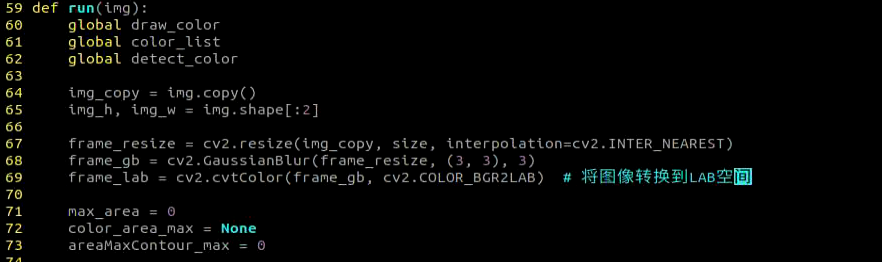 59 def run(img):
60     global draw_color
61     global color_list
62     global detect_color
63
64     img_copy = img.copy()
65     img_h, img_w = img.shape[:2]
66
67     frame_resize = cv2.resize(img_copy, size, interpolation=cv2.INTER_NEAREST)
68     frame_gb = cv2.GaussianBlur(frame_resize, (3, 3), 3)
69     frame_lab = cv2.cvtColor(frame_gb, cv2.COLOR_BGR2LAB)  # 将图像转换到LAB空间
70
71     max_area = 0
72     color_area_max = None
73     areaMaxContour_max = 0
74